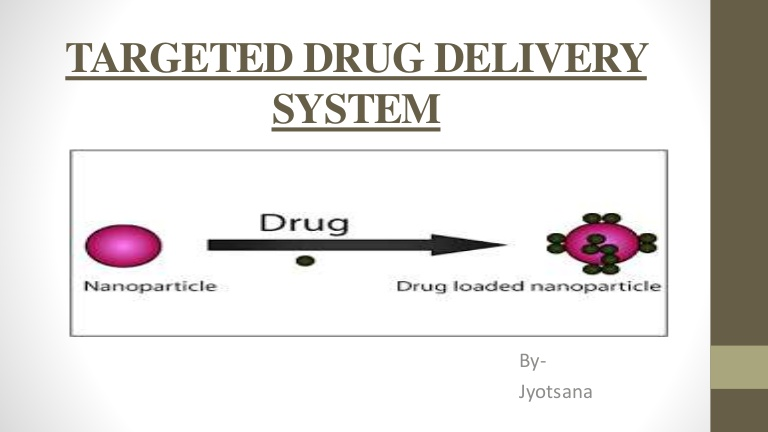 TARGETED DRUG DELIVERY
SYSTEM
Drug
Nanoparticle
Drug loaded nanoparticle
By-
Jyotsana